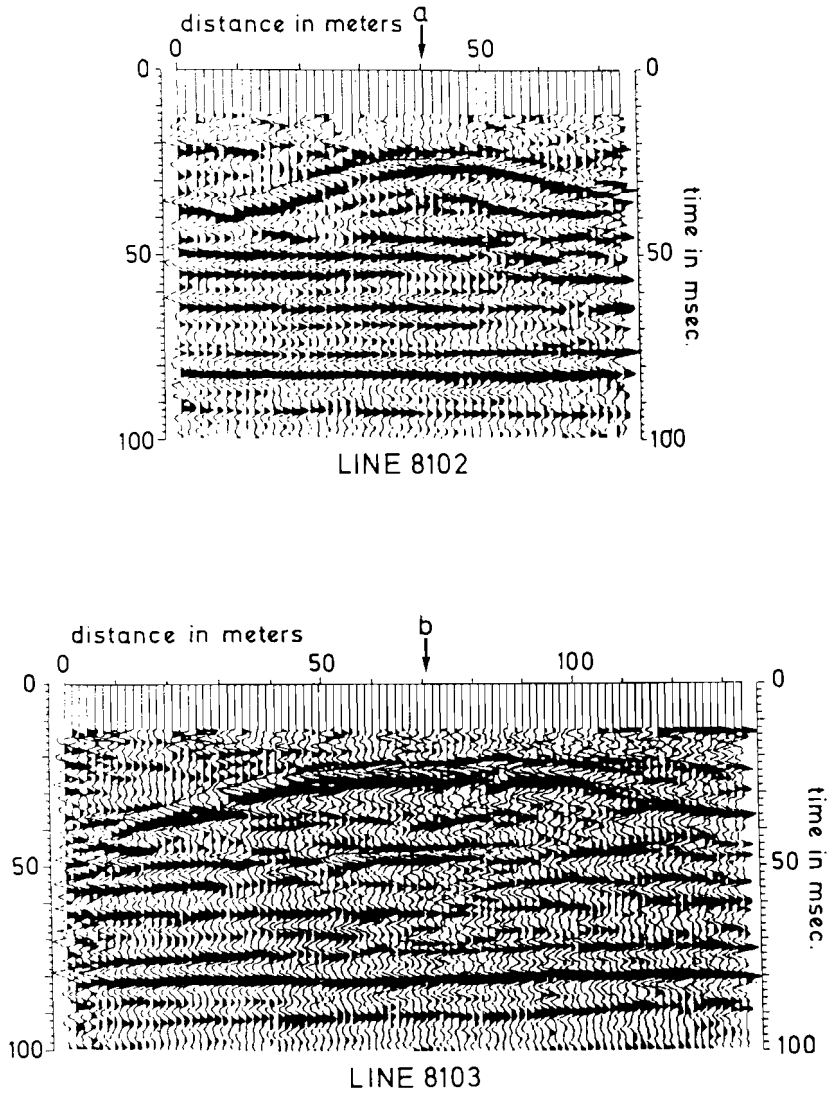 distance in meters a
0 50
0 0
50 50
time in msec.
100 100
LINE 8102
distance in meters b
0 50 100
0 0
50 50
time in msec.
100 100
LINE 8103